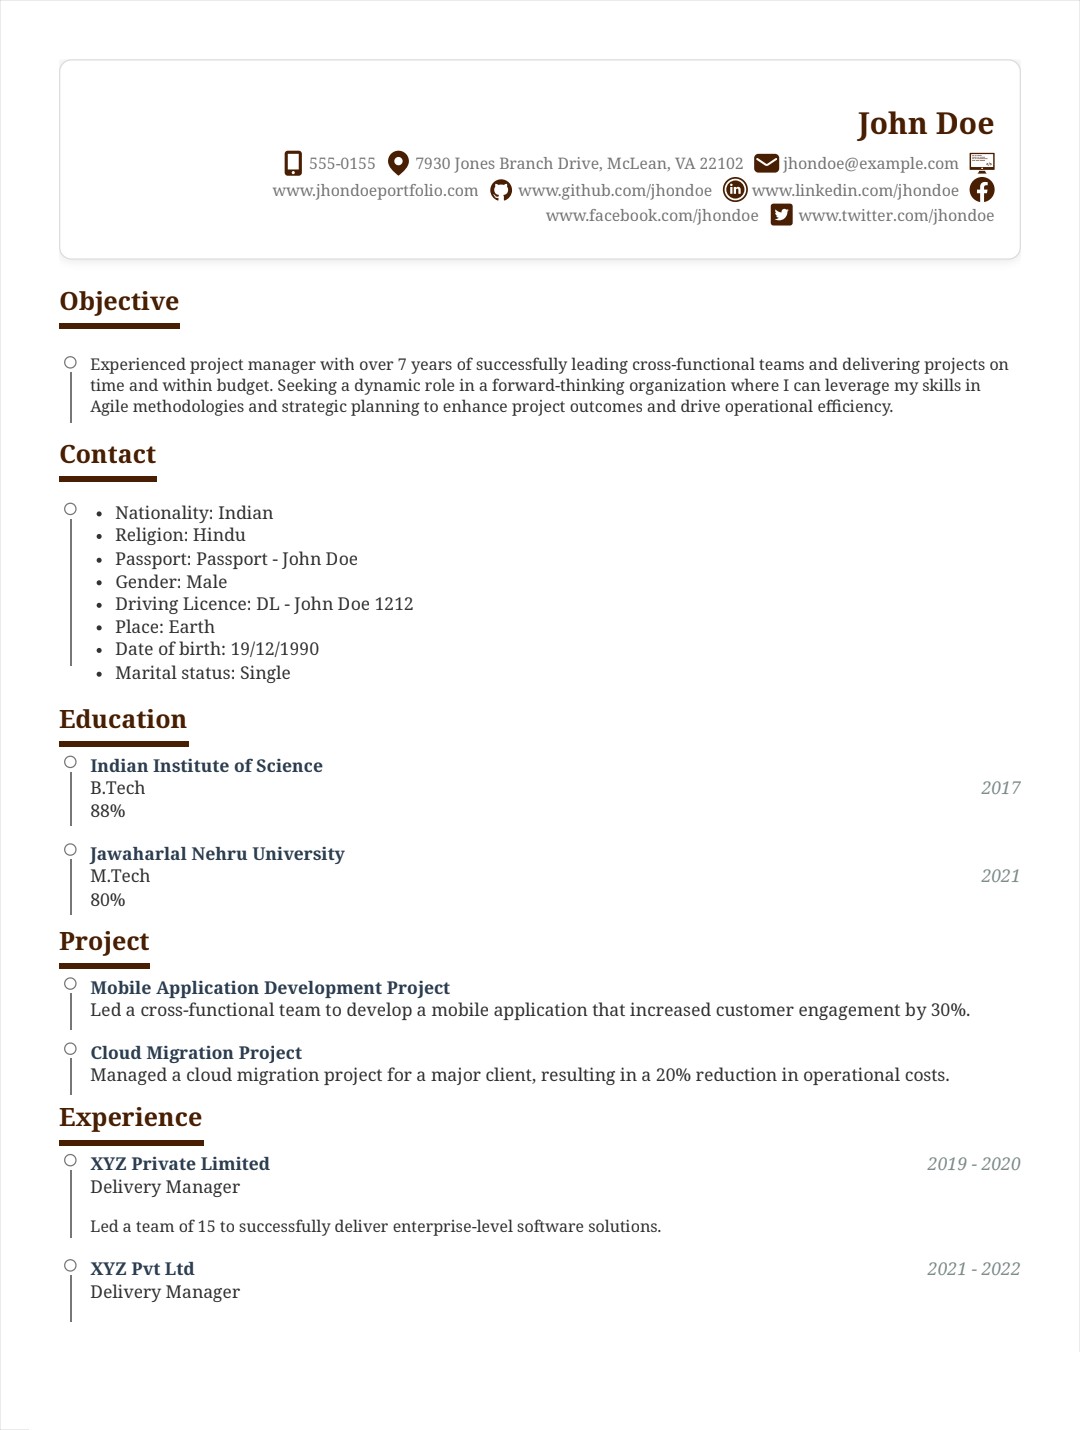 John Doe
555-0155 7930 Jones Branch Drive, McLean, VA 22102 jhondoe@example.com
www.jhondoeportfolio.com www.github.com/jhondoe www.linkedin.com/jhondoe
www.facebook.com/jhondoe www.twitter.com/jhondoe
Objective
Experienced project manager with over 7 years of successfully leading cross-functional teams and delivering projects on
time and within budget. Seeking a dynamic role in a forward-thinking organization where I can leverage my skills in
Agile methodologies and strategic planning to enhance project outcomes and drive operational efficiency.
Contact
• Nationality: Indian
• Religion: Hindu
• Passport: Passport - John Doe
• Gender: Male
• Driving Licence: DL - John Doe 1212
• Place: Earth
• Date of birth: 19/12/1990
• Marital status: Single
Education
Indian Institute of Science
B.Tech 2017
88%
Jawaharlal Nehru University
M.Tech 2021
80%
Project
Mobile Application Development Project
Led a cross-functional team to develop a mobile application that increased customer engagement by 30%.
Cloud Migration Project
Managed a cloud migration project for a major client, resulting in a 20% reduction in operational costs.
Experience
XYZ Private Limited 2019 - 2020
Delivery Manager
Led a team of 15 to successfully deliver enterprise-level software solutions.
XYZ Pvt Ltd 2021 - 2022
Delivery Manager